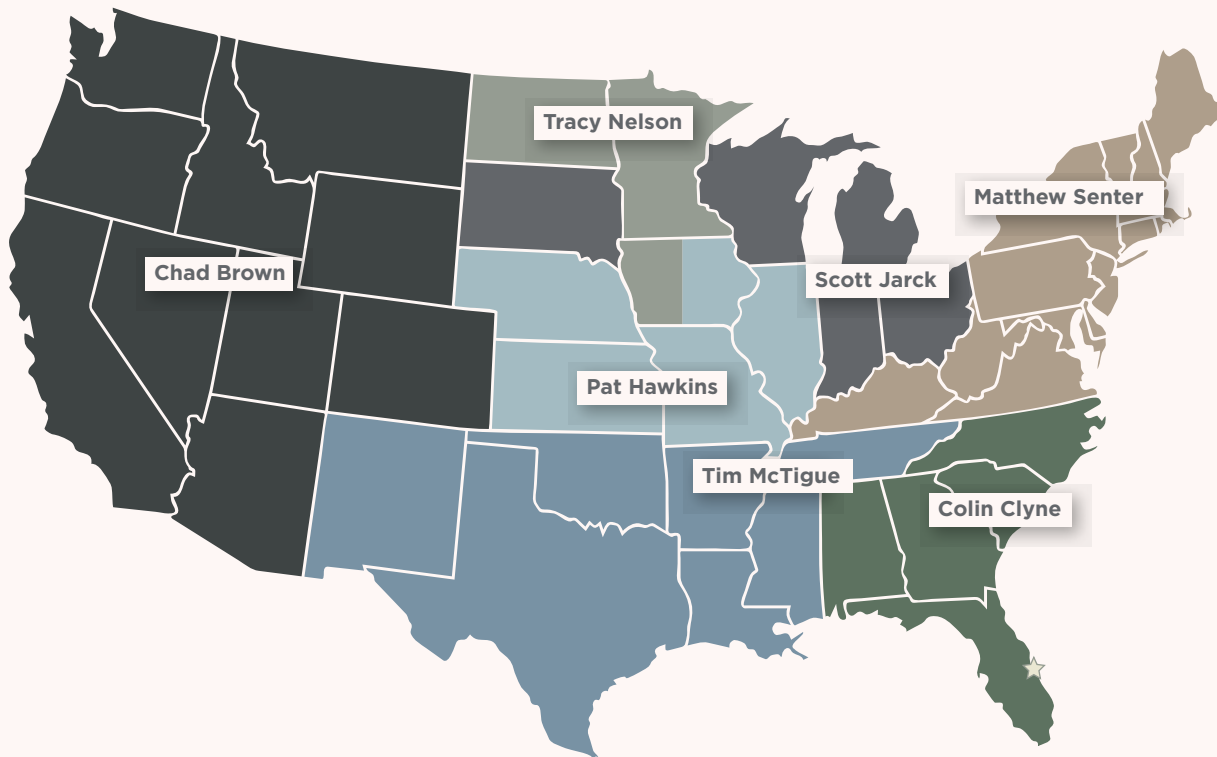 Tracy Nelson
Matthew Senter
Chad Brown
Scott Jarck
Pat Hawkins
Tim McTigue
Colin Clyne